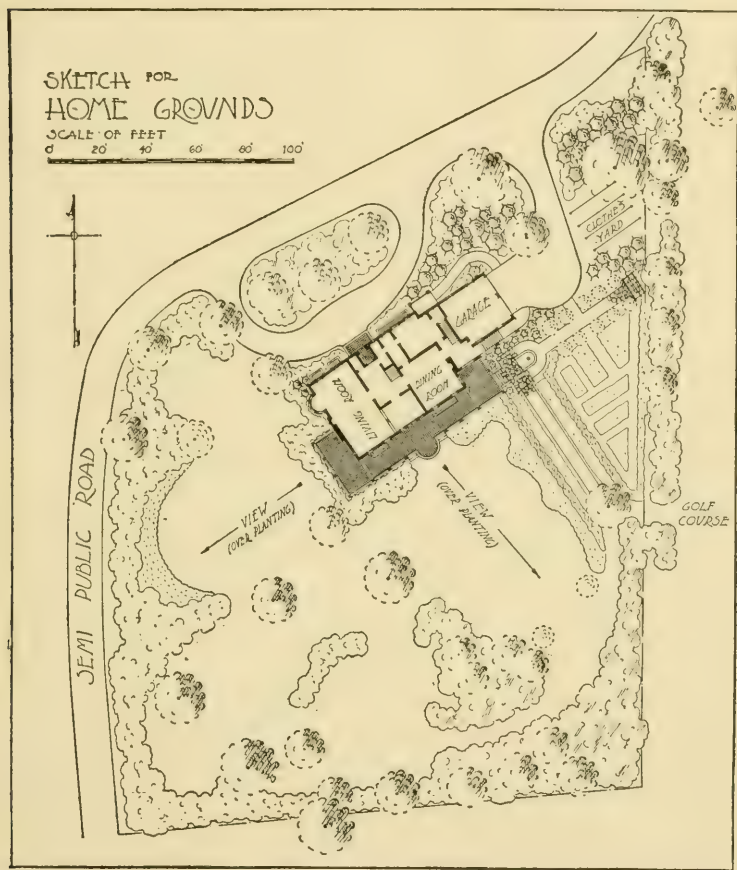 SKETCH FOR
HOME GROVNDS
SCALE OF FEET
0 20' 40' 60' 80' 100'
CLOTHES
YARD
GARAGE
LIVING
ROOM
DINING
ROOM
VIEW
(OVER PLANTING)
VIEW
(OVER PLANTING)
GOLF
COURSE
SEMI PUBLIC ROAD